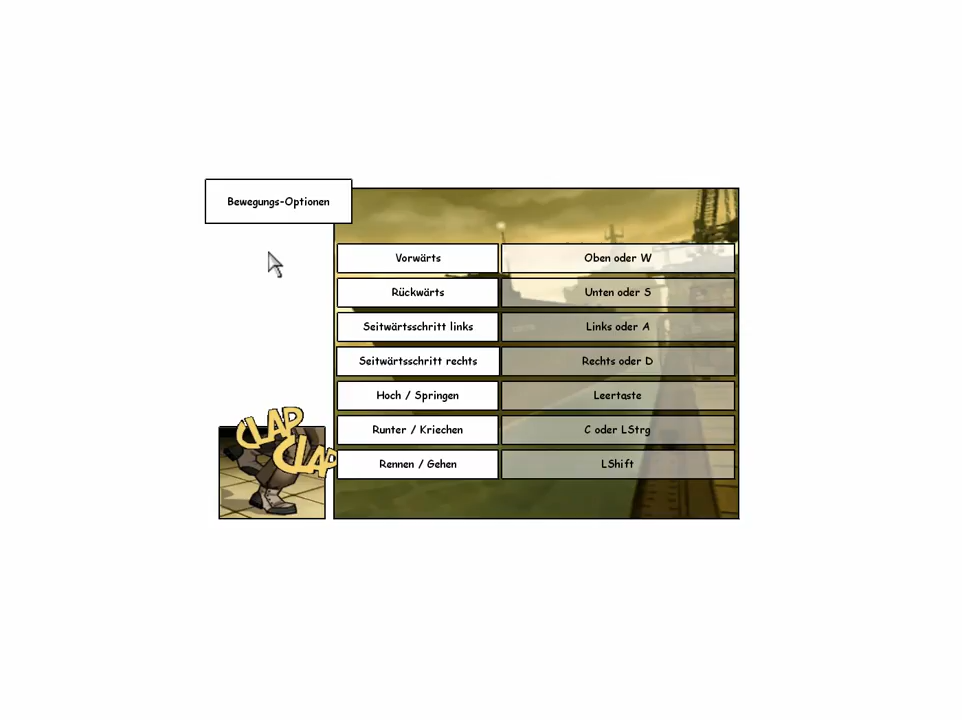 Bewegungs-Optionen
Vorwärts
Oben oder W
Rückwärts
Unten oder S
Seitwärtsschritt links
Links oder A
Seitwärtsschritt rechts
Rechts oder D
Hoch / Springen
Leertaste
Runter / Kriechen
C oder LStrg
Rennen / Gehen
LShift
CLAP
CLAP